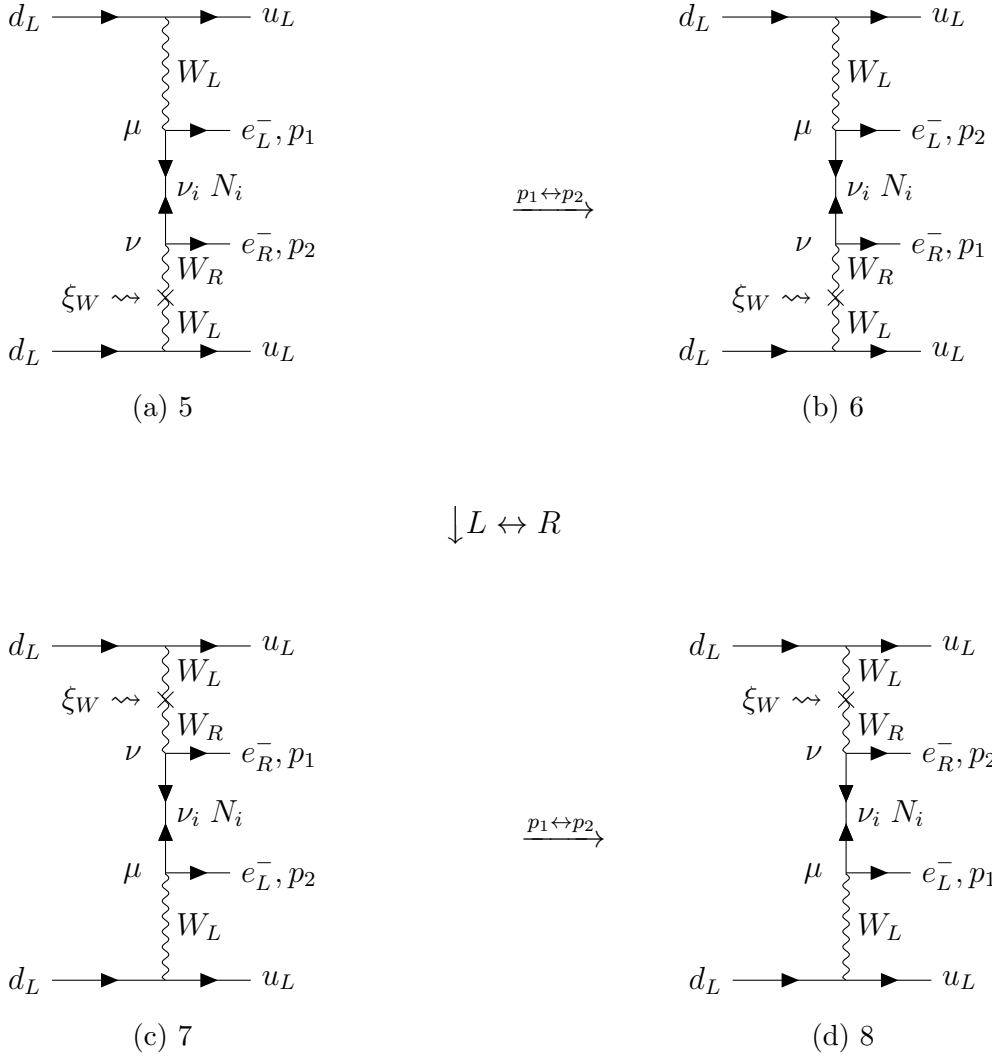 d_L u_L d_L u_L
W_L W_L
μ e_L^-, p_1 μ e_L^-, p_2
ν_i N_i \xrightarrow{p_1↔p_2} ν_i N_i
ν e_R^-, p_2 ν e_R^-, p_1
W_R W_R
ξ_W ⇝ ξ_W ⇝
W_L W_L
d_L u_L d_L u_L
(a) 5 (b) 6
↓ L ↔ R
d_L u_L d_L u_L
W_L W_L
ξ_W ⇝ ξ_W ⇝
W_R W_R
ν e_R^-, p_1 ν e_R^-, p_2
ν_i N_i \xrightarrow{p_1↔p_2} ν_i N_i
μ e_L^-, p_2 μ e_L^-, p_1
W_L W_L
d_L u_L d_L u_L
(c) 7 (d) 8